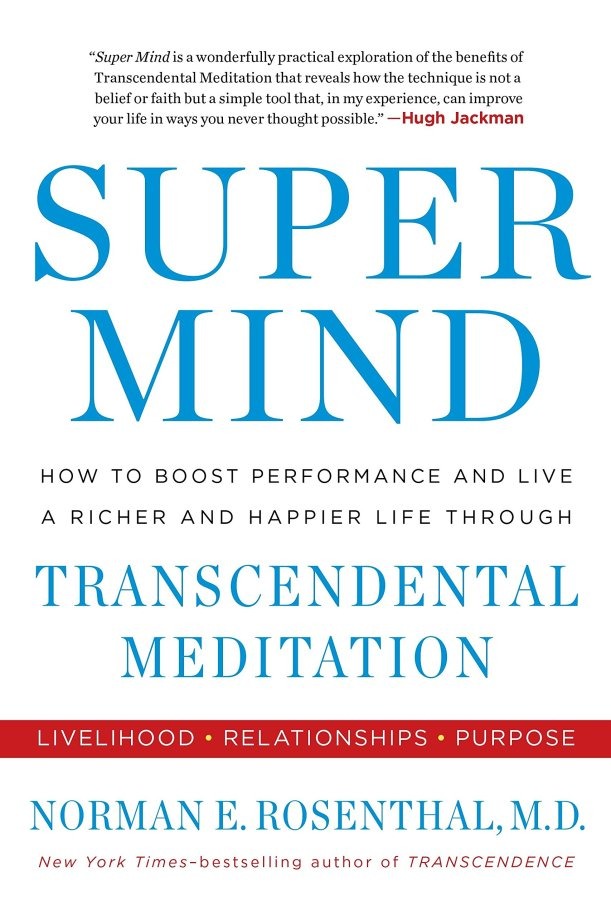 “Super Mind is a wonderfully practical exploration of the benefits of
Transcendental Meditation that reveals how the technique is not a
belief or faith but a simple tool that, in my experience, can improve
your life in ways you never thought possible.” —Hugh Jackman
SUPER
MIND
HOW TO BOOST PERFORMANCE AND LIVE
A RICHER AND HAPPIER LIFE THROUGH
TRANSCENDENTAL
MEDITATION
LIVELIHOOD • RELATIONSHIPS • PURPOSE
NORMAN E. ROSENTHAL, M.D.
New York Times–bestselling author of TRANSCENDENCE